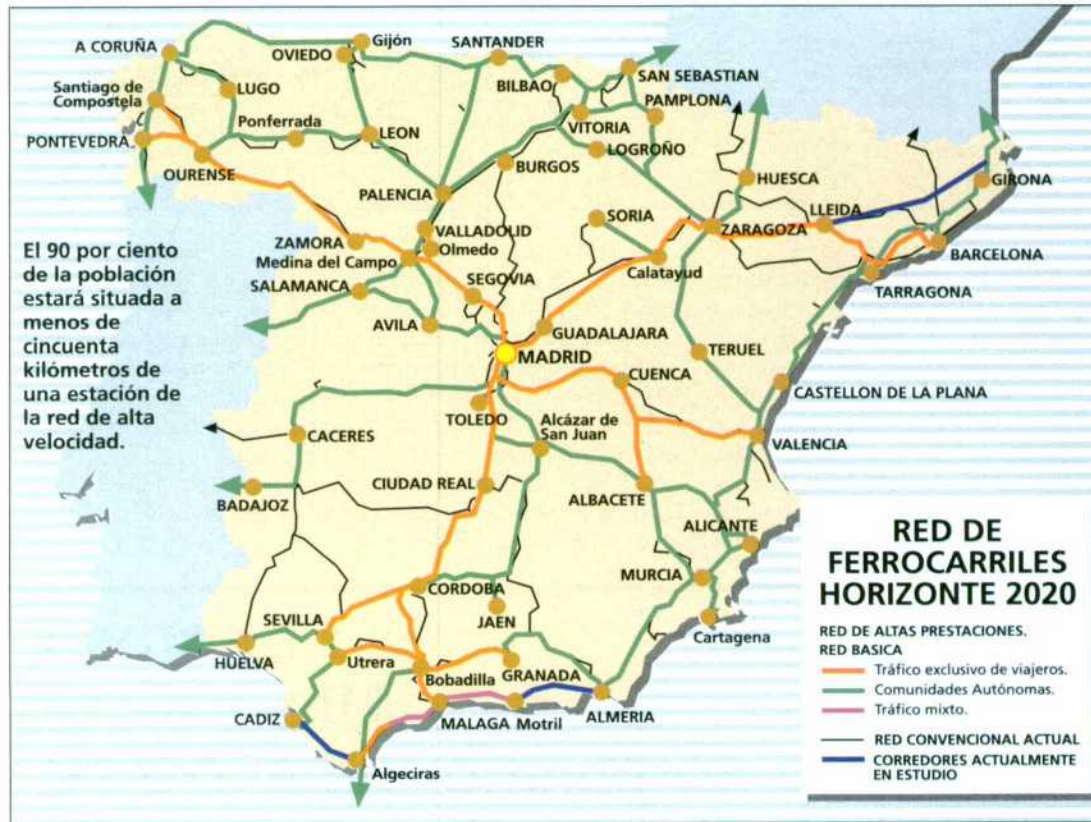 A CORUÑA
Gijón
OVIEDO
SANTANDER
BILBAO
SAN SEBASTIAN
Santiago de
Compostela
LUGO
PAMPLONA
PONTEVEDRA
Ponferrada
LEON
VITORIA
LOGROÑO
OURENSE
BURGOS
PALENCIA
HUESCA
GIRONA
SORIA
LLEIDA
ZAMORA
VALLADOLID
Olmedo
ZARAGOZA
BARCELONA
Medina del Campo
Calatayud
SALAMANCA
SEGOVIA
TARRAGONA
AVILA
GUADALAJARA
MADRID
TERUEL
CUENCA
CASTELLON DE LA PLANA
TOLEDO
Alcázar de
San Juan
CACERES
VALENCIA
CIUDAD REAL
ALBACETE
BADAJOZ
ALICANTE
MURCIA
CORDOBA
JAEN
SEVILLA
Cartagena
HUELVA
Utrera
Bobadilla
GRANADA
CADIZ
MALAGA
Motril
ALMERIA
Algeciras
El 90 por ciento
de la población
estará situada a
menos de
cincuenta
kilómetros de
una estación de
la red de alta
velocidad.
RED DE
FERROCARRILES
HORIZONTE 2020
RED DE ALTAS PRESTACIONES.
RED BASICA
Tráfico exclusivo de viajeros.
Comunidades Autónomas.
Tráfico mixto.
RED CONVENCIONAL ACTUAL
CORREDORES ACTUALMENTE
EN ESTUDIO